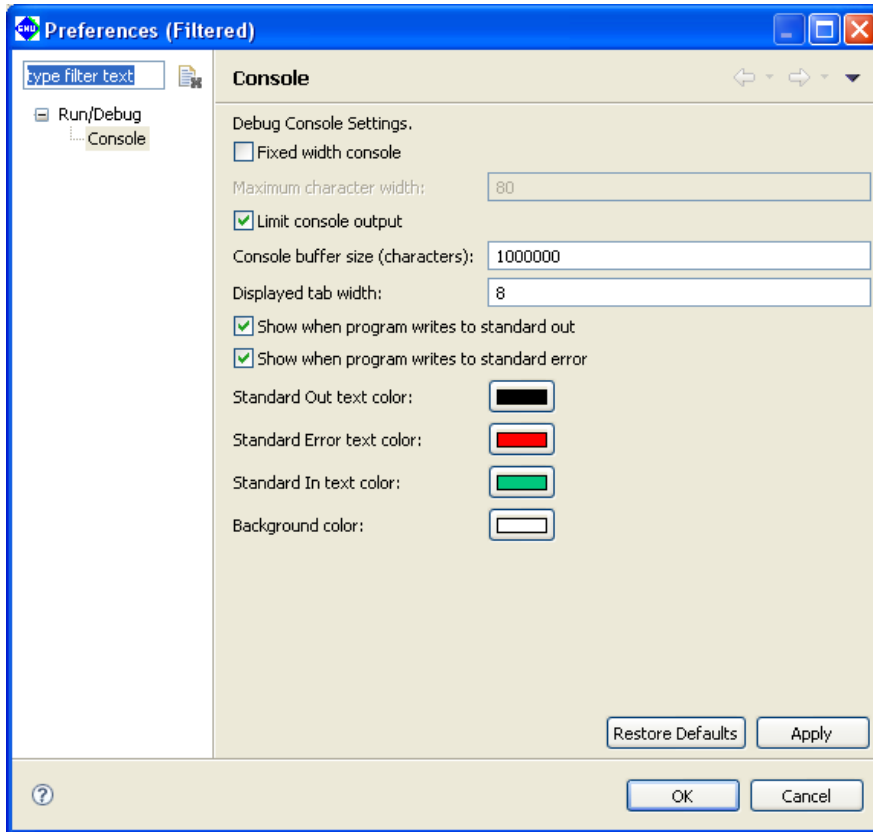 GNU Preferences (Filtered)
type filter text
Run/Debug
Console
Console
Debug Console Settings.
Fixed width console
Maximum character width: 80
Limit console output
Console buffer size (characters): 1000000
Displayed tab width: 8
Show when program writes to standard out
Show when program writes to standard error
Standard Out text color:
Standard Error text color:
Standard In text color:
Background color:
Restore Defaults Apply
? OK Cancel